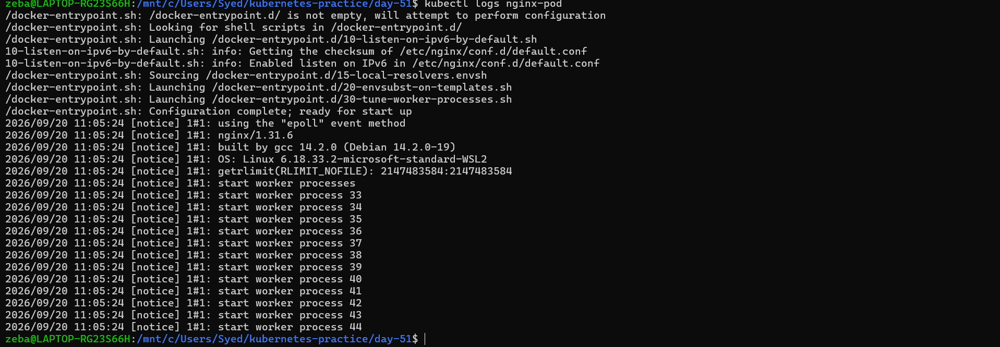 zeba@LAPTOP-RG23S66H:/mnt/c/Users/Syed/kubernetes-practice/day-51$ kubectl logs nginx-pod
/docker-entrypoint.sh: /docker-entrypoint.d/ is not empty, will attempt to perform configuration
/docker-entrypoint.sh: Looking for shell scripts in /docker-entrypoint.d/
/docker-entrypoint.sh: Launching /docker-entrypoint.d/10-listen-on-ipv6-by-default.sh
10-listen-on-ipv6-by-default.sh: info: Getting the checksum of /etc/nginx/conf.d/default.conf
10-listen-on-ipv6-by-default.sh: info: Enabled listen on IPv6 in /etc/nginx/conf.d/default.conf
/docker-entrypoint.sh: Sourcing /docker-entrypoint.d/15-local-resolvers.envsh
/docker-entrypoint.sh: Launching /docker-entrypoint.d/20-envsubst-on-templates.sh
/docker-entrypoint.sh: Launching /docker-entrypoint.d/30-tune-worker-processes.sh
/docker-entrypoint.sh: Configuration complete; ready for start up
2026/09/20 11:05:24 [notice] 1#1: using the "epoll" event method
2026/09/20 11:05:24 [notice] 1#1: nginx/1.31.6
2026/09/20 11:05:24 [notice] 1#1: built by gcc 14.2.0 (Debian 14.2.0-19)
2026/09/20 11:05:24 [notice] 1#1: OS: Linux 6.18.33.2-microsoft-standard-WSL2
2026/09/20 11:05:24 [notice] 1#1: getrlimit(RLIMIT_NOFILE): 2147483584:2147483584
2026/09/20 11:05:24 [notice] 1#1: start worker processes
2026/09/20 11:05:24 [notice] 1#1: start worker process 33
2026/09/20 11:05:24 [notice] 1#1: start worker process 34
2026/09/20 11:05:24 [notice] 1#1: start worker process 35
2026/09/20 11:05:24 [notice] 1#1: start worker process 36
2026/09/20 11:05:24 [notice] 1#1: start worker process 37
2026/09/20 11:05:24 [notice] 1#1: start worker process 38
2026/09/20 11:05:24 [notice] 1#1: start worker process 39
2026/09/20 11:05:24 [notice] 1#1: start worker process 40
2026/09/20 11:05:24 [notice] 1#1: start worker process 41
2026/09/20 11:05:24 [notice] 1#1: start worker process 42
2026/09/20 11:05:24 [notice] 1#1: start worker process 43
2026/09/20 11:05:24 [notice] 1#1: start worker process 44
zeba@LAPTOP-RG23S66H:/mnt/c/Users/Syed/kubernetes-practice/day-51$